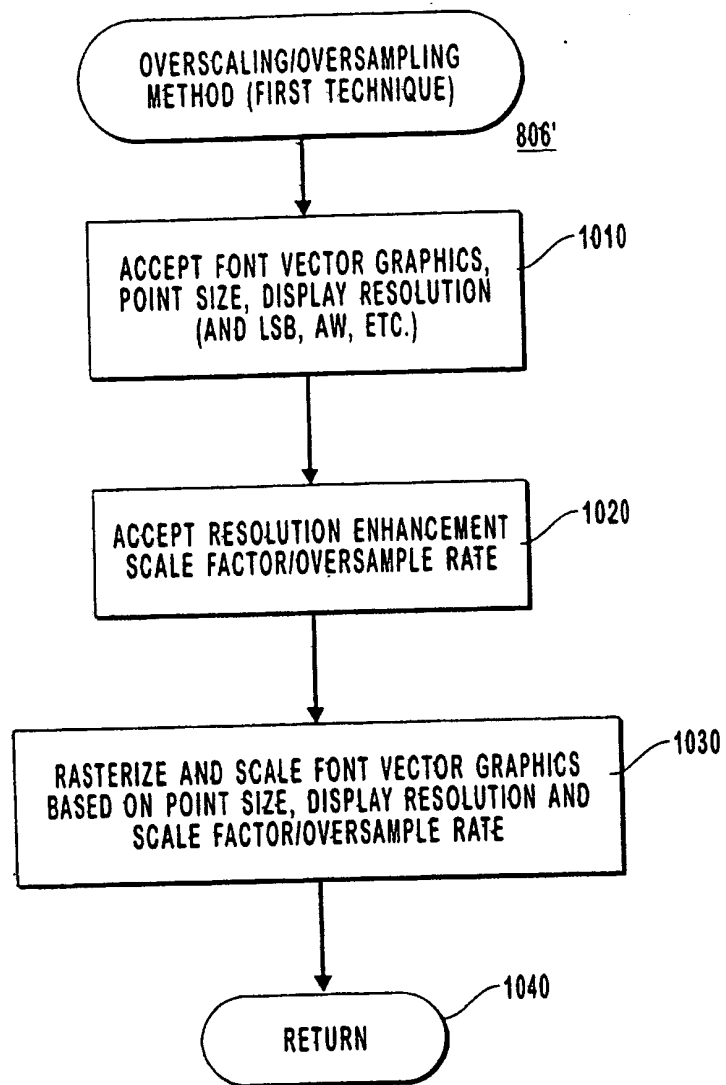 OVERSCALING/OVERSAMPLING
METHOD (FIRST TECHNIQUE)
806'
ACCEPT FONT VECTOR GRAPHICS,
POINT SIZE, DISPLAY RESOLUTION
(AND LSB, AW, ETC.)
1010
ACCEPT RESOLUTION ENHANCEMENT
SCALE FACTOR/OVERSAMPLE RATE
1020
RASTERIZE AND SCALE FONT VECTOR GRAPHICS
BASED ON POINT SIZE, DISPLAY RESOLUTION AND
SCALE FACTOR/OVERSAMPLE RATE
1030
RETURN
1040